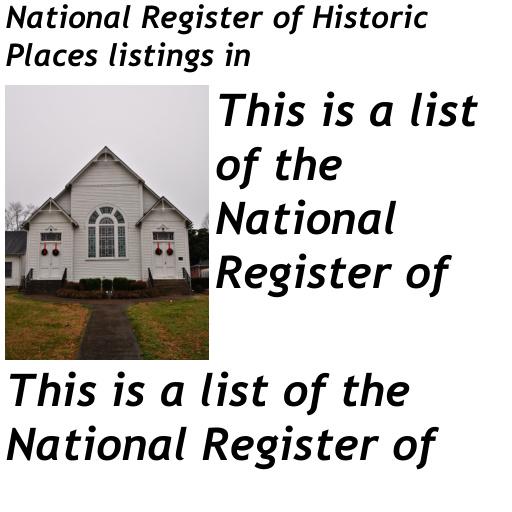 National Register of Historic
Places listings in
This is a list
of the
National
Register of
This is a list of the
National Register of